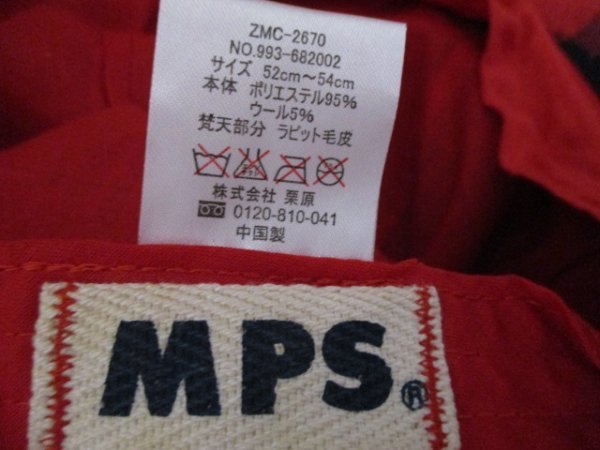 ZMC-2670
NO.993-682002
サイズ 52cm～54cm
本体 ポリエステル95%
ウール5%
梵天部分 ラビット毛皮
株式会社 栗原
0120-810-041
中国製
MPS®